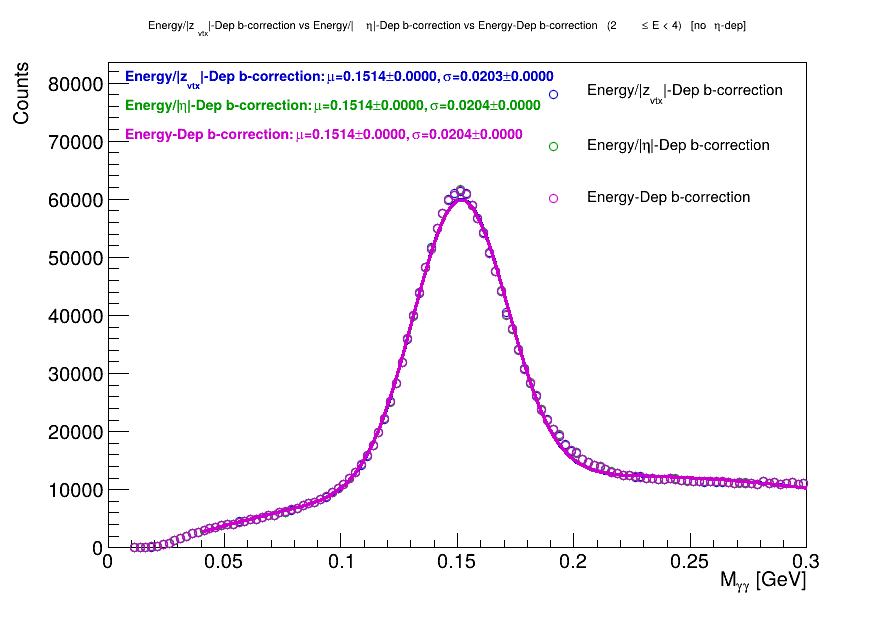 Energy/|z_vtx|-Dep b-correction vs Energy/| η|-Dep b-correction vs Energy-Dep b-correction (2 ≤ E < 4) [no η-dep]
Counts
Energy/|z_vtx|-Dep b-correction: μ=0.1514±0.0000, σ=0.0203±0.0000
Energy/|η|-Dep b-correction: μ=0.1514±0.0000, σ=0.0204±0.0000
Energy-Dep b-correction: μ=0.1514±0.0000, σ=0.0204±0.0000
Energy/|z_vtx|-Dep b-correction
Energy/|η|-Dep b-correction
Energy-Dep b-correction
80000
70000
60000
50000
40000
30000
20000
10000
0
0 0.05 0.1 0.15 0.2 0.25 0.3
M_γγ [GeV]